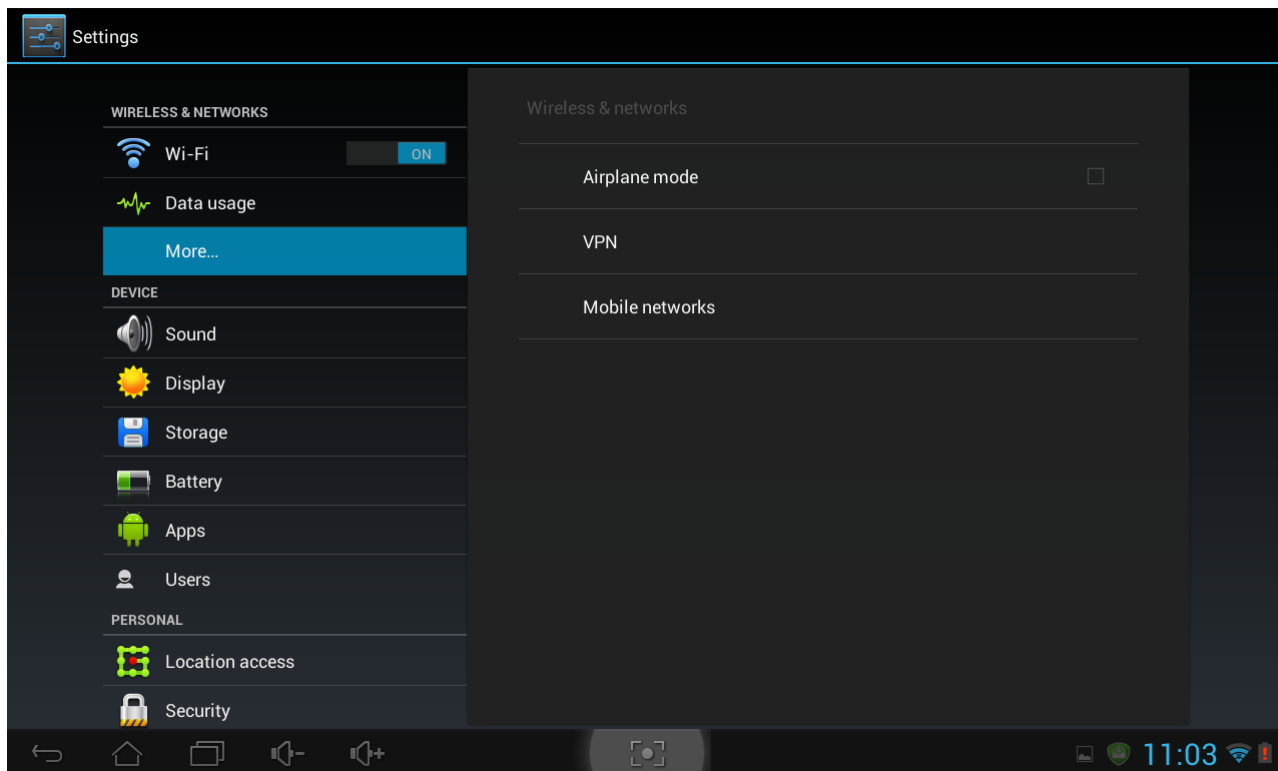 Settings
WIRELESS & NETWORKS
Wi-Fi ON
Data usage
More...
DEVICE
Sound
Display
Storage
Battery
Apps
Users
PERSONAL
Location access
Security
Wireless & networks
Airplane mode
VPN
Mobile networks
11:03